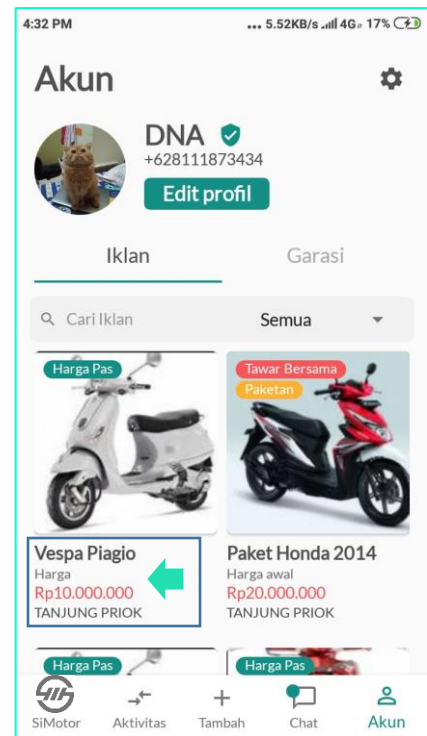 4:32 PM ... 5.52KB/s 4G 17%
Akun
DNA
+628111873434
Edit profil
Iklan Garasi
Cari Iklan Semua
Harga Pas Tawar Bersama
Paketan
Vespa Piagio Paket Honda 2014
Harga Harga awal
Rp10.000.000 Rp20.000.000
TANJUNG PRIOK TANJUNG PRIOK
Harga Pas Harga Pas
SiMotor Aktivitas Tambah Chat Akun